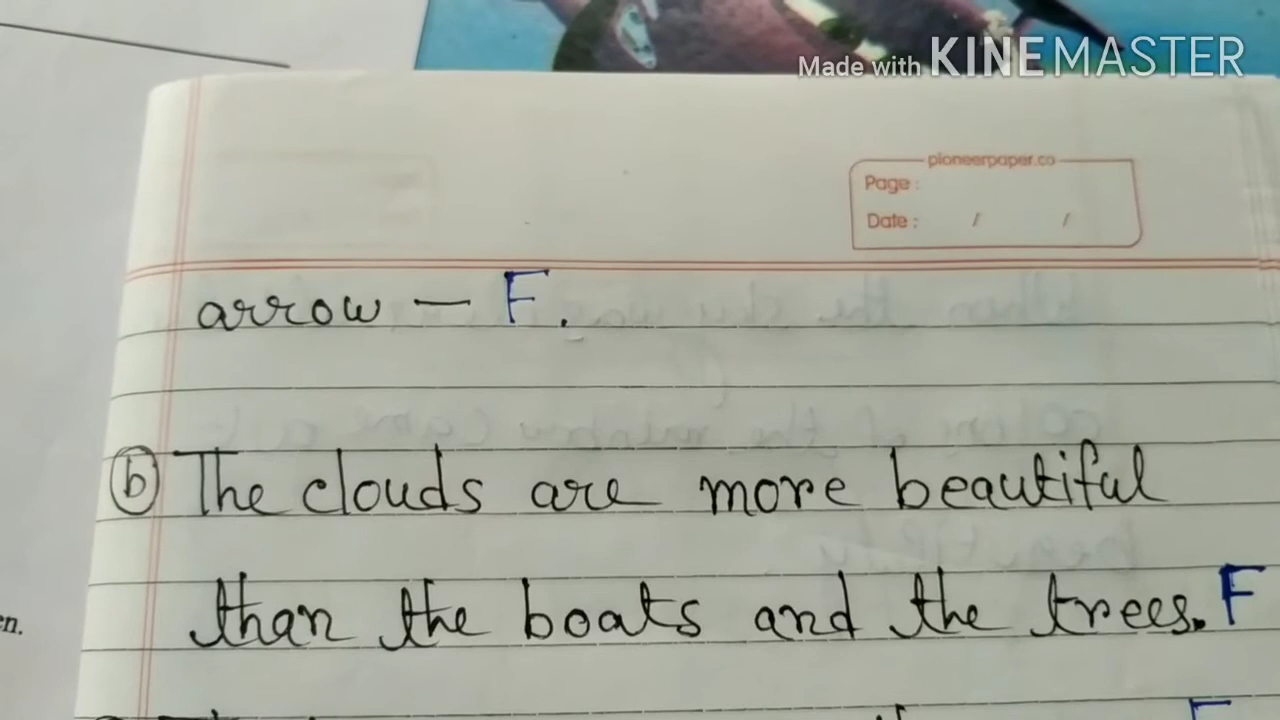 Made with KINEMASTER
pioneerpaper.co
Page :
Date : / /
arrow — F.
(b) The clouds are more beautiful
than the boats and the trees. F
en.
F